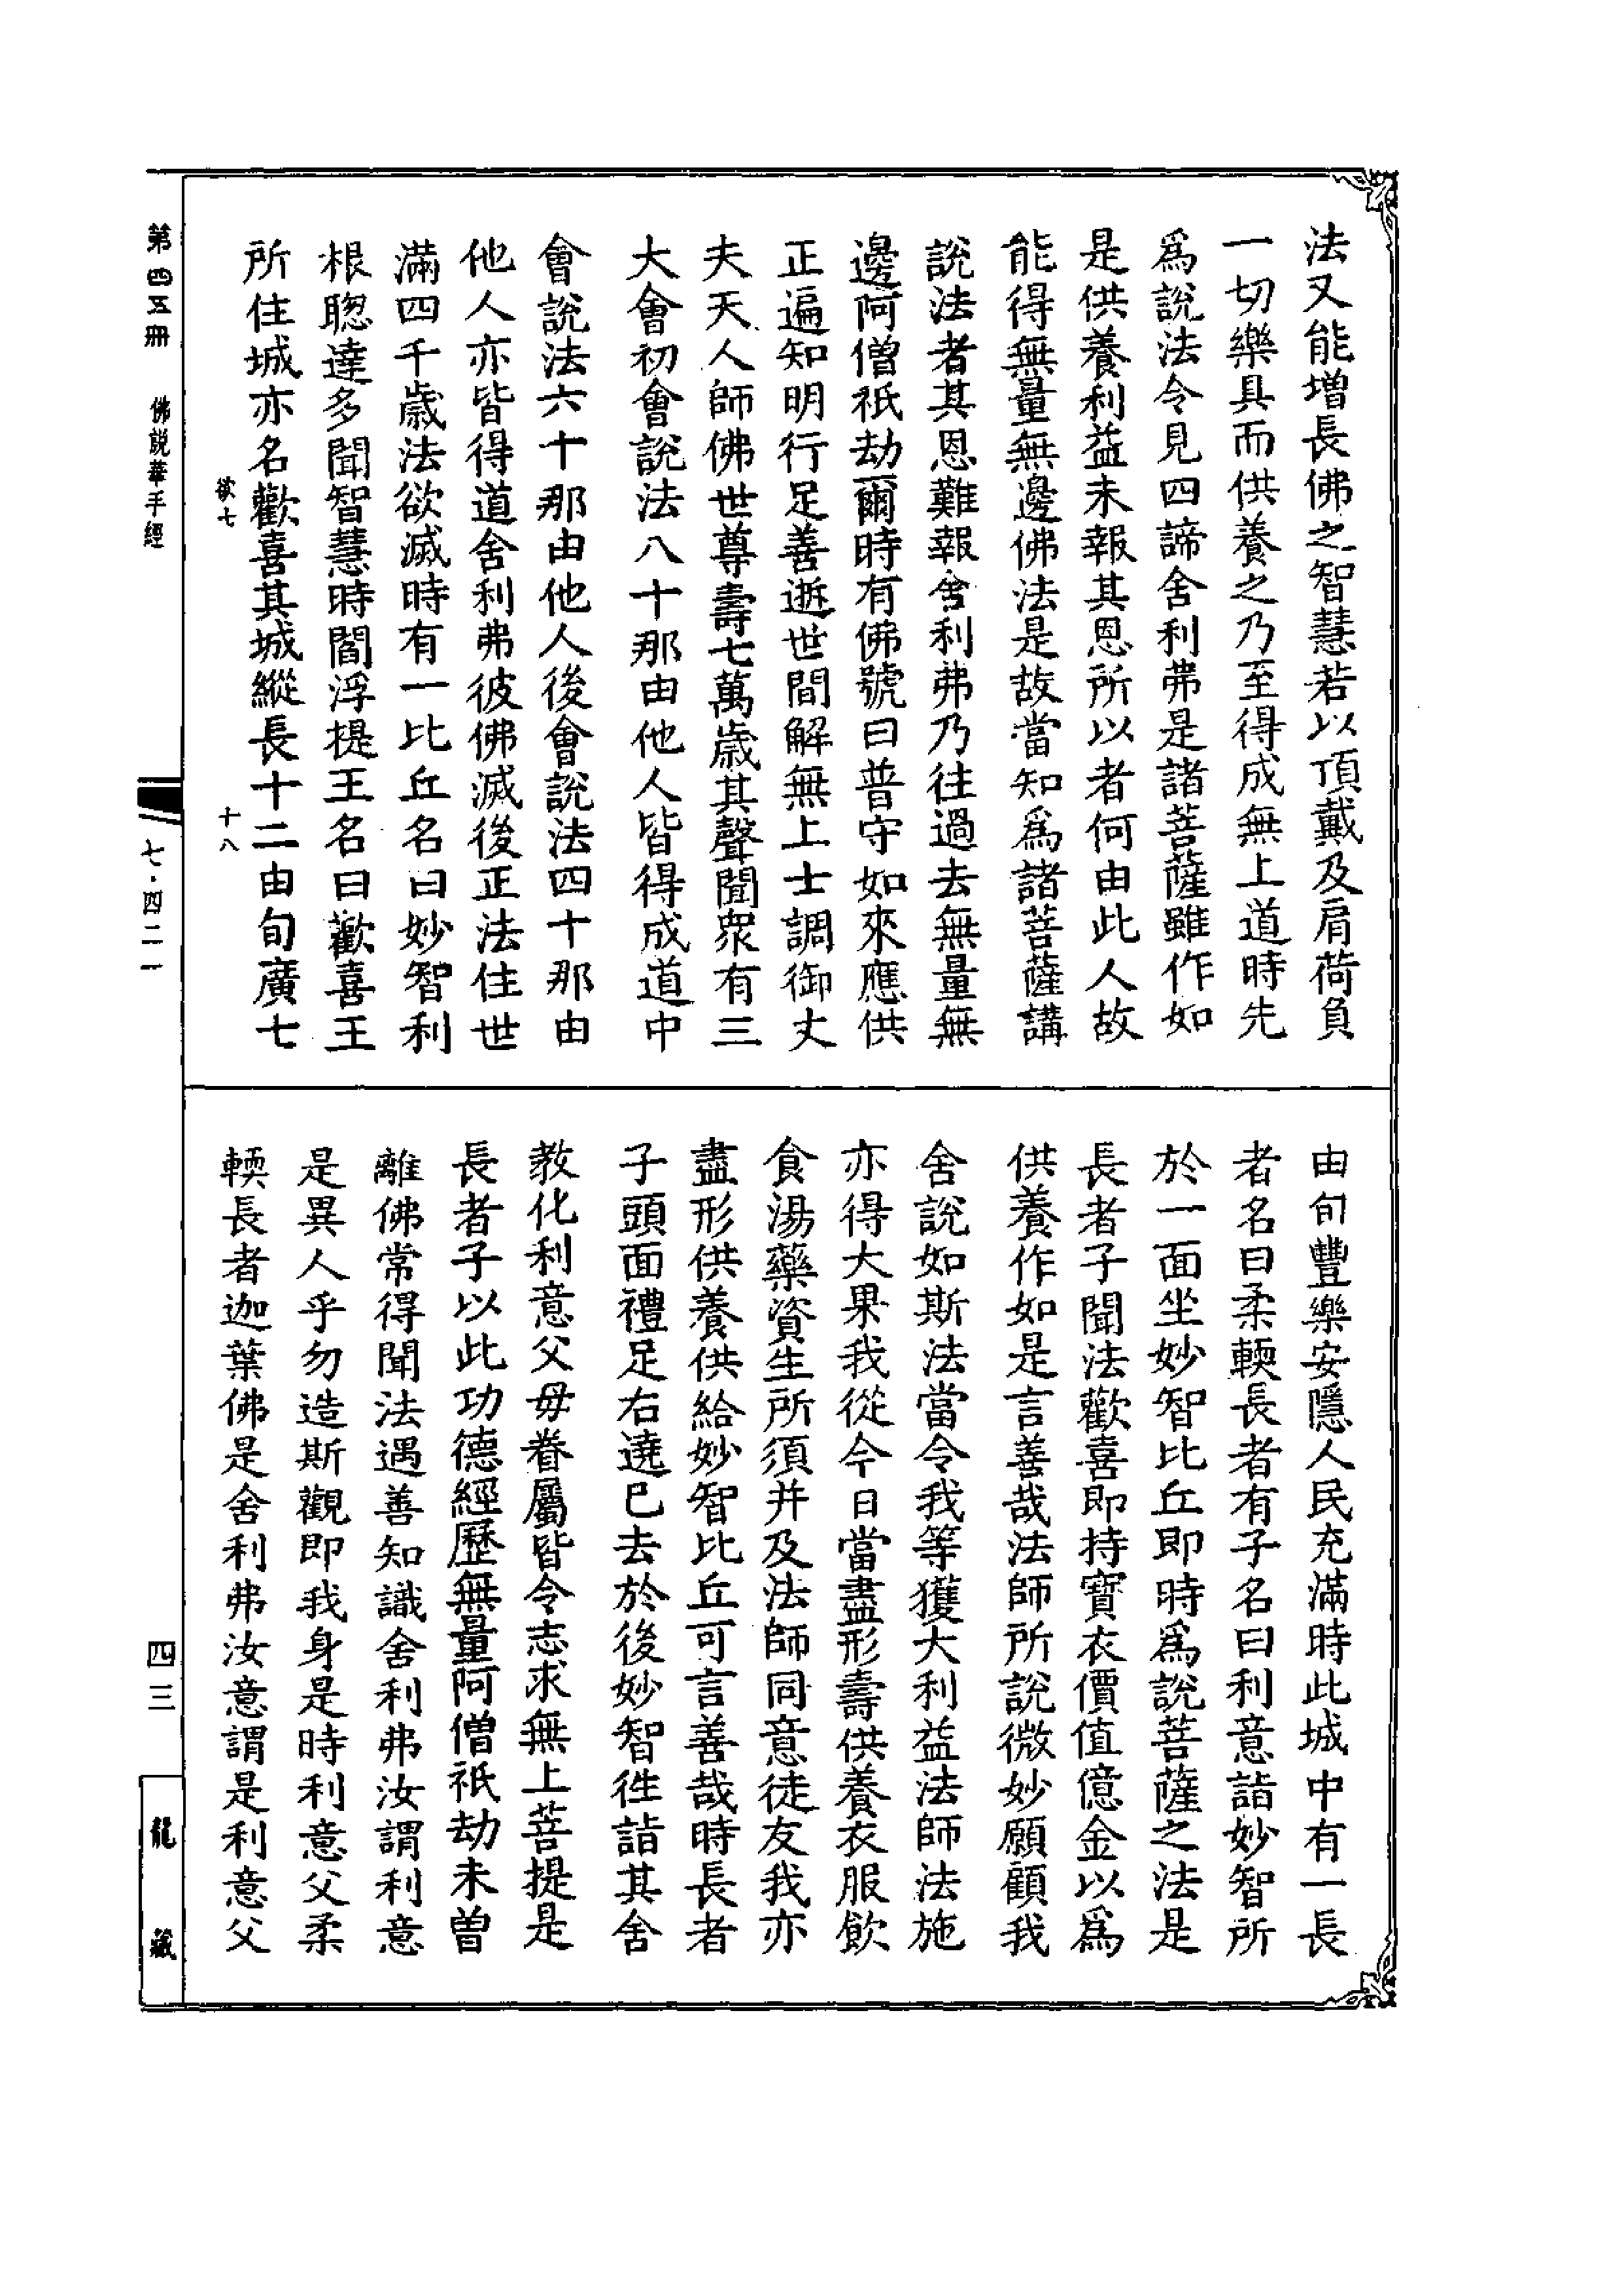 法又能增長佛之智慧若以頂戴及肩荷負
一切樂具而供養之乃至得成無上道時先
爲說法令見四諦舍利弗是諸菩薩雖作如
是供養利益未報其恩所以者何由此人故
能得無量無邊佛法是故當知爲諸菩薩講
說法者其恩難報舍利弗乃往過去無量無
邊阿僧祇劫爾時有佛號曰普守如來應供
正遍知明行足善逝世間解無上士調御丈
夫天人師佛世尊壽七萬歲其聲聞眾有三
大會初會說法八十那由他人皆得成道中
會說法六十那由他人後會說法四十那由
他人亦皆得道舍利弗彼佛滅後正法住世
滿四千歲法欲滅時有一比丘名曰妙智利
根聰達多聞智慧時閻浮提王名曰歡喜王
所住城亦名歡喜其城縱長十二由旬廣七
欲七 十八
由旬豐樂安隱人民充滿時此城中有一長
者名曰柔輭長者有子名曰利意詣妙智所
於一面坐妙智比丘即時爲說菩薩之法是
長者子聞法歡喜即持寶衣價值億金以爲
供養作如是言善哉法師所說微妙願顧我
舍說如斯法當令我等獲大利益法師法施
亦得大果我從今日當盡形壽供養衣服飲
食湯藥資生所須并及法師同意徒友我亦
盡形供養供給妙智比丘可言善哉時長者
子頭面禮足右遶已去於後妙智徃詣其舍
教化利意父母眷屬皆令志求無上菩提是
長者子以此功德經歷無量阿僧祇劫未曾
離佛常得聞法遇善知識舍利弗汝謂利意
是異人乎勿造斯觀即我身是時利意父柔
輭長者迦葉佛是舍利弗汝意謂是利意父
第四五冊 佛説華手經 七·四二一 四三 龍藏